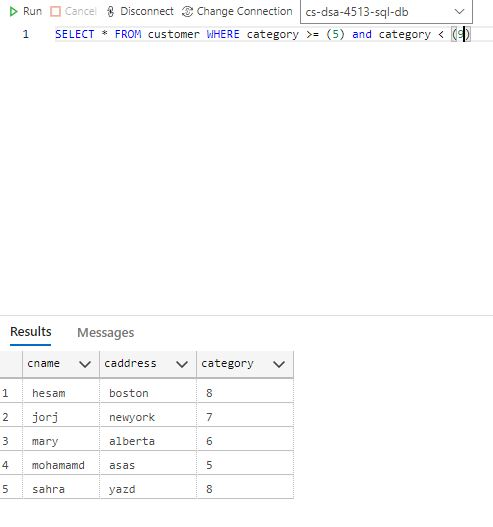 Run Cancel Disconnect Change Connection cs-dsa-4513-sql-db
1 SELECT * FROM customer WHERE category >= (5) and category < (9)
Results Messages
cname caddress category
1 hesam boston 8
2 jorj newyork 7
3 mary alberta 6
4 mohamamd asas 5
5 sahra yazd 8